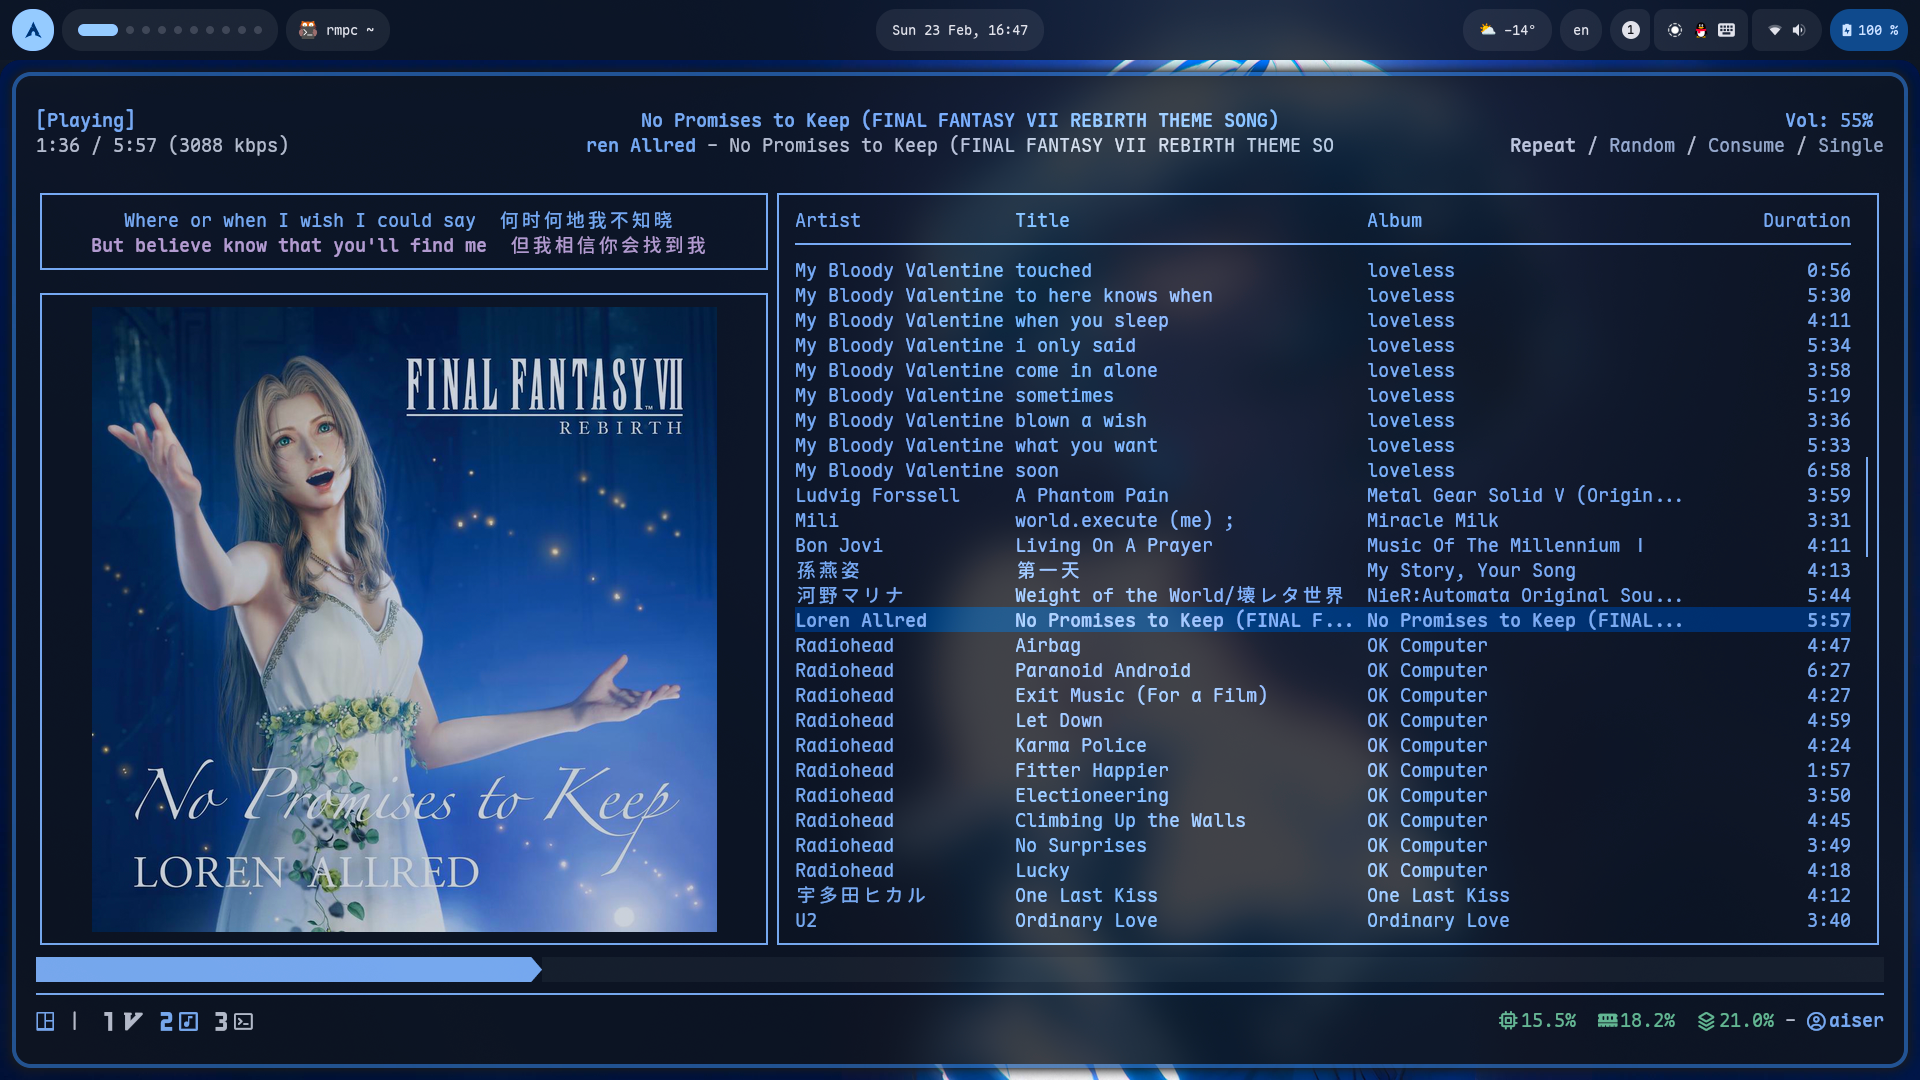 rmpc ~
Sun 23 Feb, 16:47
-14°
en
1
100 %
[Playing]
No Promises to Keep (FINAL FANTASY VII REBIRTH THEME SONG)
Vol: 55%
1:36 / 5:57 (3088 kbps)
ren Allred - No Promises to Keep (FINAL FANTASY VII REBIRTH THEME SO
Repeat / Random / Consume / Single
Where or when I wish I could say 何时何地我不知晓
But believe know that you'll find me 但我相信你会找到我
FINAL FANTASY VII
REBIRTH
No Promises to Keep
LOREN ALLRED
Artist Title Album Duration
My Bloody Valentine touched loveless 0:56
My Bloody Valentine to here knows when loveless 5:30
My Bloody Valentine when you sleep loveless 4:11
My Bloody Valentine i only said loveless 5:34
My Bloody Valentine come in alone loveless 3:58
My Bloody Valentine sometimes loveless 5:19
My Bloody Valentine blown a wish loveless 3:36
My Bloody Valentine what you want loveless 5:33
My Bloody Valentine soon loveless 6:58
Ludvig Forssell A Phantom Pain Metal Gear Solid V (Origin... 3:59
Mili world.execute (me) ; Miracle Milk 3:31
Bon Jovi Living On A Prayer Music Of The Millennium I 4:11
孫燕姿 第一天 My Story, Your Song 4:13
河野マリナ Weight of the World/壊レタ世界 NieR:Automata Original Sou... 5:44
Loren Allred No Promises to Keep (FINAL F... No Promises to Keep (FINAL... 5:57
Radiohead Airbag OK Computer 4:47
Radiohead Paranoid Android OK Computer 6:27
Radiohead Exit Music (For a Film) OK Computer 4:27
Radiohead Let Down OK Computer 4:59
Radiohead Karma Police OK Computer 4:24
Radiohead Fitter Happier OK Computer 1:57
Radiohead Electioneering OK Computer 3:50
Radiohead Climbing Up the Walls OK Computer 4:45
Radiohead No Surprises OK Computer 3:49
Radiohead Lucky OK Computer 4:18
宇多田ヒカル One Last Kiss One Last Kiss 4:12
U2 Ordinary Love Ordinary Love 3:40
| 1 2 3
15.5% 18.2% 21.0% - aiser